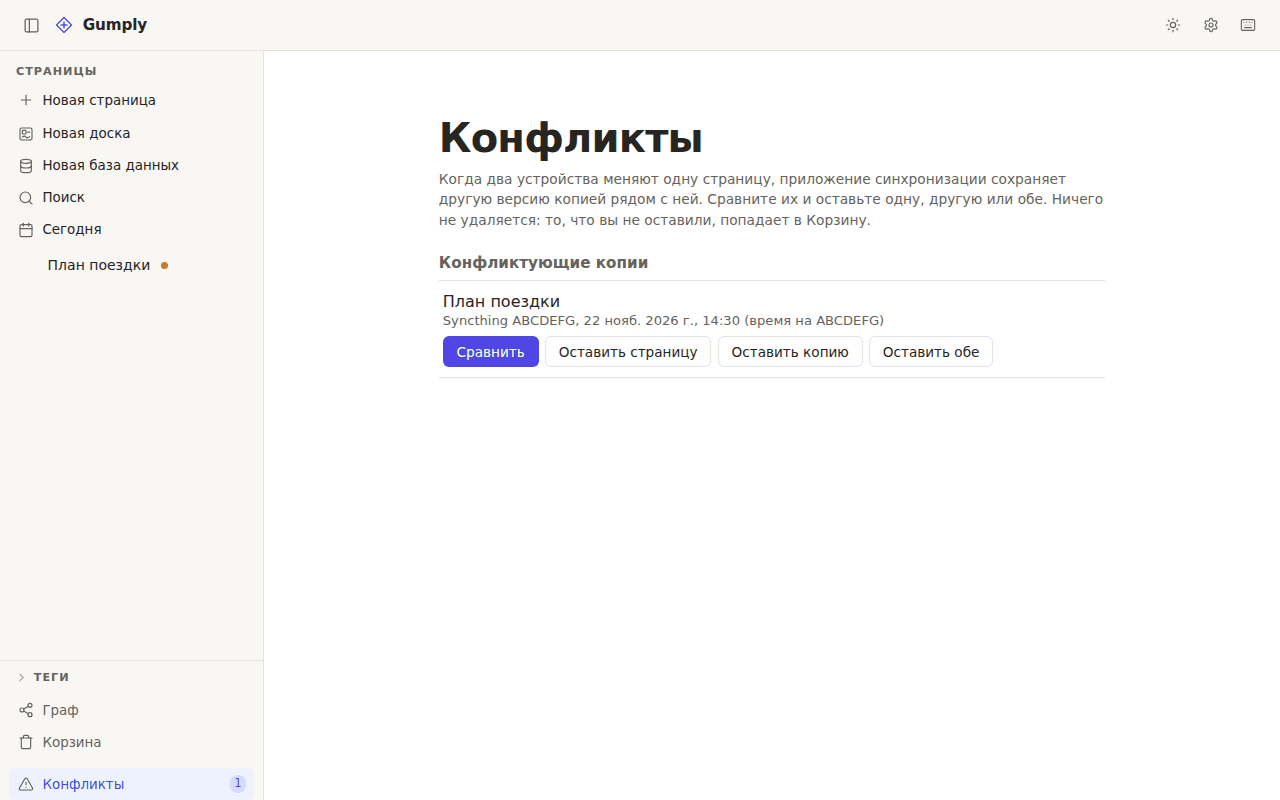 Gumply
СТРАНИЦЫ
Новая страница
Новая доска
Новая база данных
Поиск
Сегодня
План поездки
ТЕГИ
Граф
Корзина
Конфликты 1
Конфликты
Когда два устройства меняют одну страницу, приложение синхронизации сохраняет
другую версию копией рядом с ней. Сравните их и оставьте одну, другую или обе. Ничего
не удаляется: то, что вы не оставили, попадает в Корзину.
Конфликтующие копии
План поездки
Syncthing ABCDEFG, 22 нояб. 2026 г., 14:30 (время на ABCDEFG)
Сравнить Оставить страницу Оставить копию Оставить обе